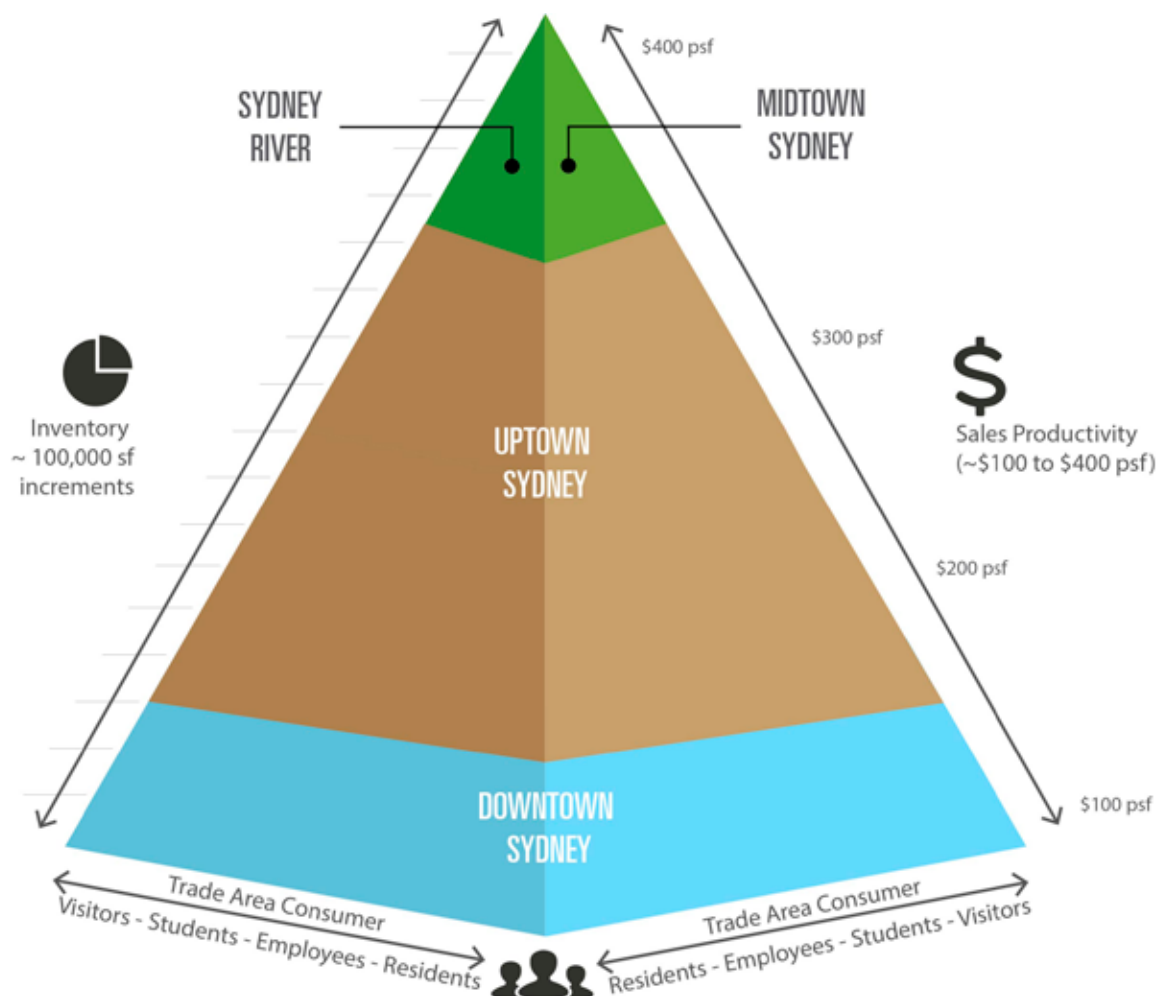 $400 psf
SYDNEY
RIVER
MIDTOWN
SYDNEY
$300 psf
Inventory
~ 100,000 sf
increments
UPTOWN
SYDNEY
Sales Productivity
(~$100 to $400 psf)
$200 psf
DOWNTOWN
SYDNEY
$100 psf
Trade Area Consumer
Visitors - Students - Employees - Residents
Trade Area Consumer
Residents - Employees - Students - Visitors